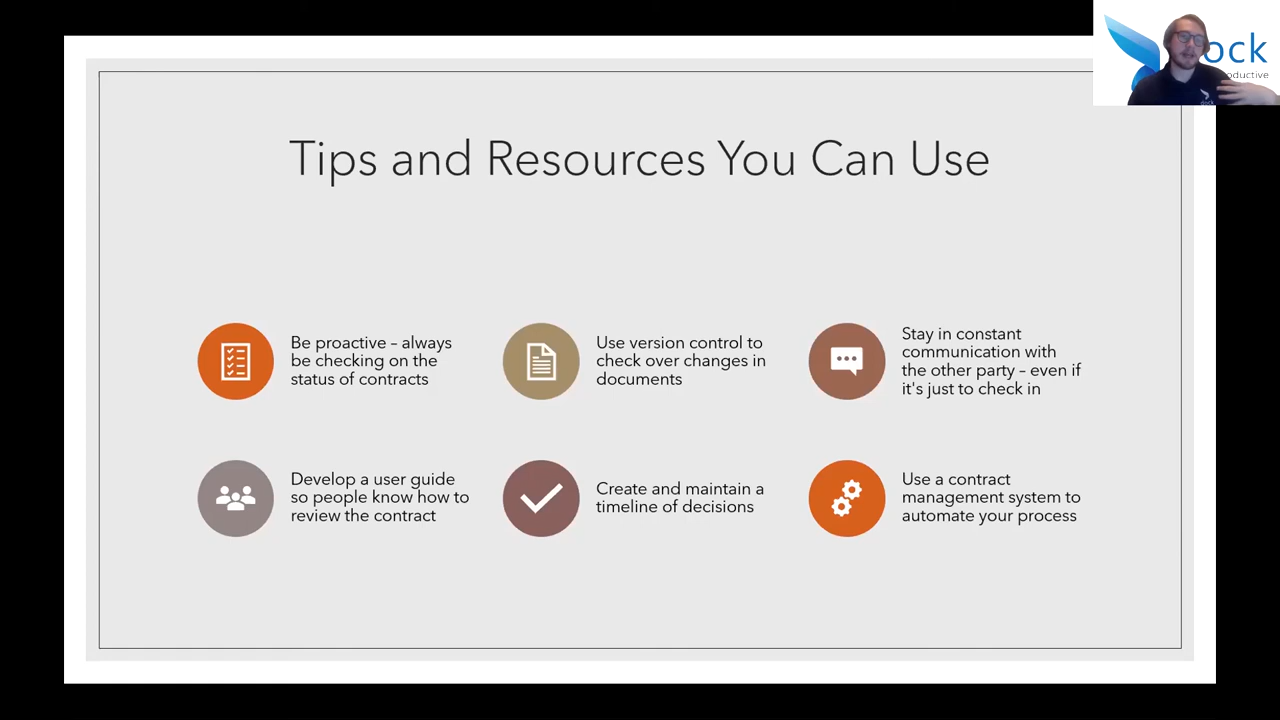 ock
oductive
dock
Tips and Resources You Can Use
Be proactive – always
be checking on the
status of contracts
Use version control to
check over changes in
documents
Stay in constant
communication with
the other party – even if
it's just to check in
Develop a user guide
so people know how to
review the contract
Create and maintain a
timeline of decisions
Use a contract
management system to
automate your process